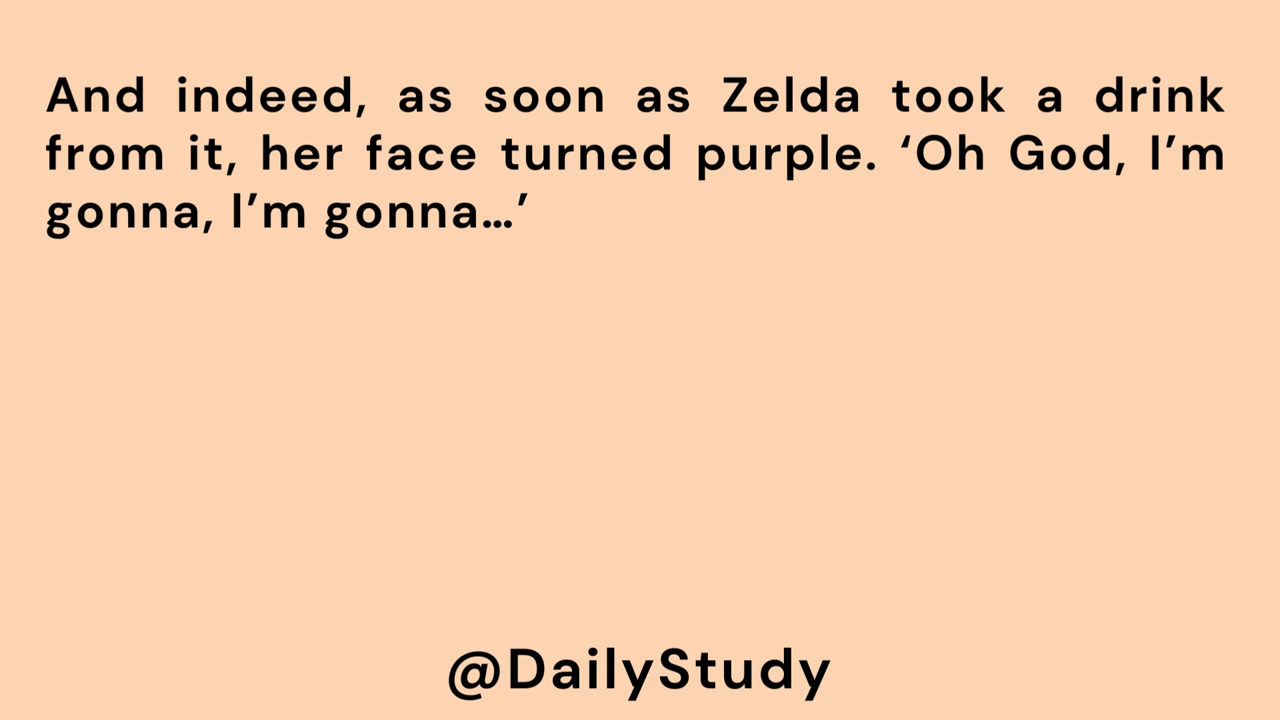 And indeed, as soon as Zelda took a drink
from it, her face turned purple. ‘Oh God, I’m
gonna, I’m gonna…’
@DailyStudy